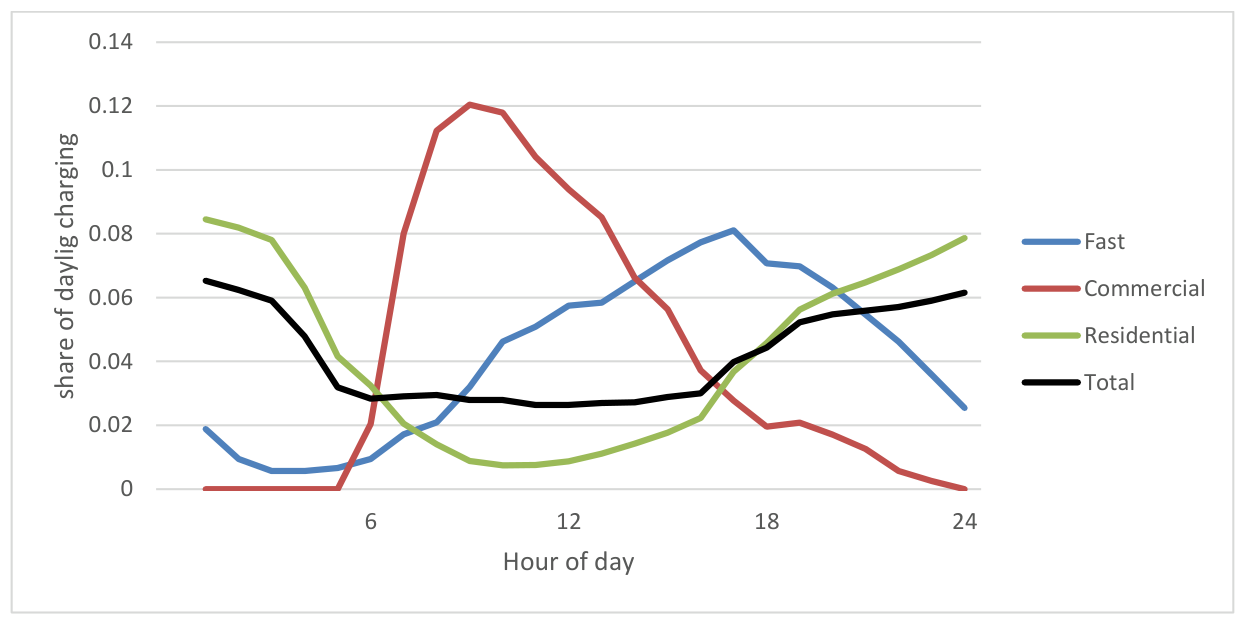 0.14
0.12
0.1
0.08
0.06
0.04
0.02
0
share of daylig charging
6 12 18 24
Hour of day
Fast
Commercial
Residential
Total